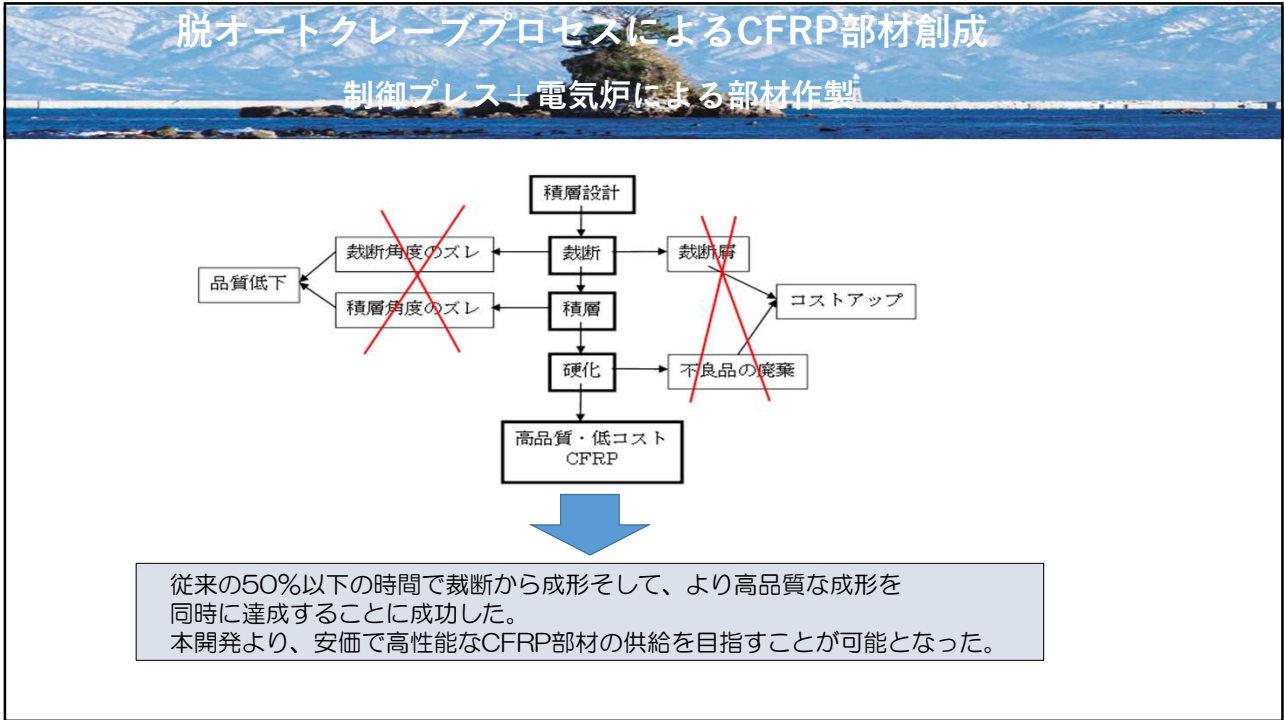 脱オートクレーブプロセスによるCFRP部材創成
制御プレス+電気炉による部材作製
積層設計
裁断角度のズレ
裁断
裁断屑
品質低下
コストアップ
積層角度のズレ
積層
硬化
不良品の廃棄
高品質・低コスト
CFRP
従来の50%以下の時間で裁断から成形そして、より高品質な成形を
同時に達成することに成功した。
本開発より、安価で高性能なCFRP部材の供給を目指すことが可能となった。